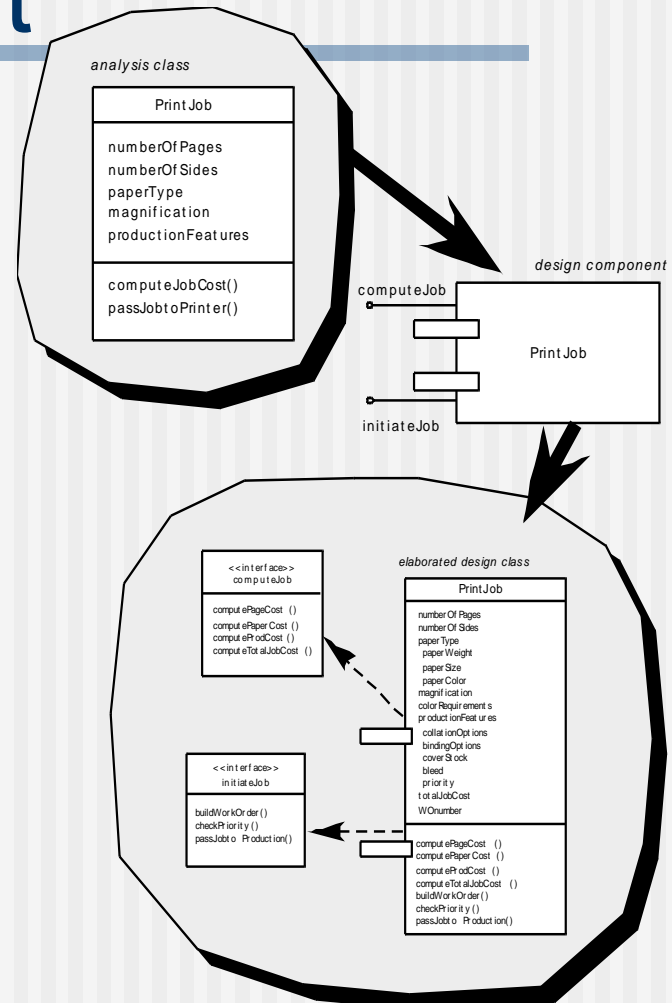 t
analysis class
PrintJob
numberOfPages
numberOfSides
paperType
magnification
productionFeatures
computeJobCost()
passJobtoPrinter()
design component
computeJob
PrintJob
initiateJob
elaborated design class
<<interface>>
computeJob
computePageCost ()
computePaperCost ()
computeProdCost ()
computeTotalJobCost ()
<<interface>>
initiateJob
buildWorkOrder ()
checkPriority ()
passJobto Production()
PrintJob
numberOfPages
numberOfSides
paperType
paperWeight
paperSize
paperColor
magnification
colorRequirements
productionFeatures
collationOptions
bindingOptions
coverStock
bleed
priority
totalJobCost
WOnumber
computePageCost ()
computePaperCost ()
computeProdCost ()
computeTotalJobCost ()
buildWorkOrder ()
checkPriority ()
passJobto Production()